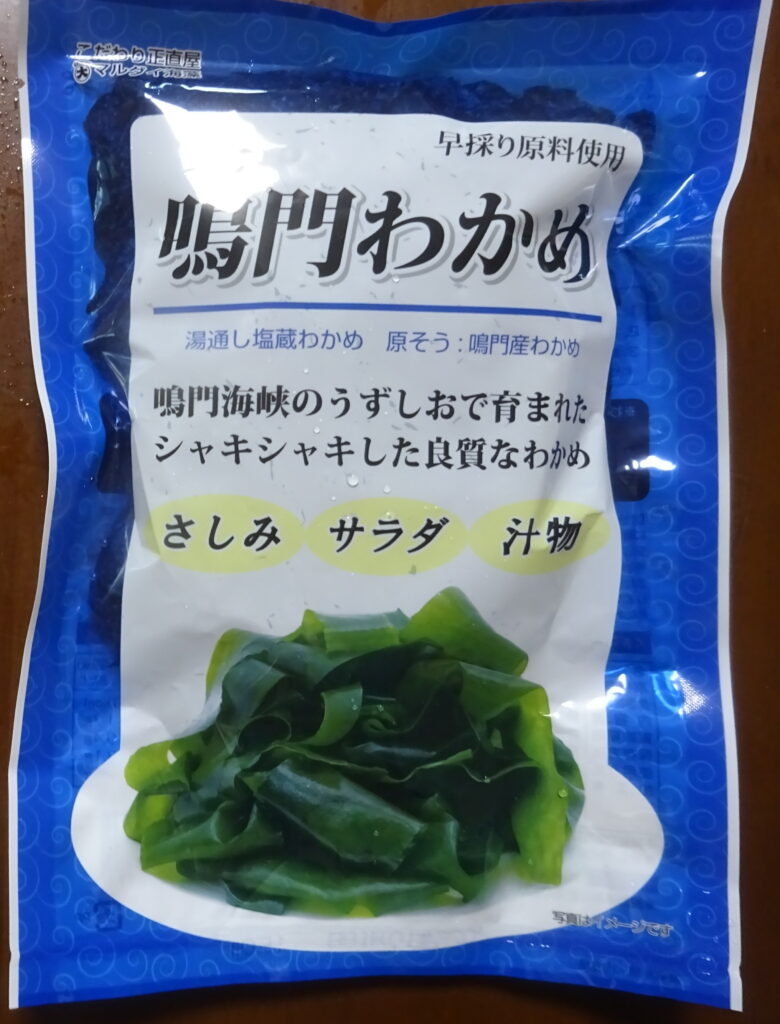 こだわり正直屋
大マルダイ海藻
早採り原料使用
鳴門わかめ
湯通し塩蔵わかめ 原そう:鳴門産わかめ
鳴門海峡のうずしおで育まれた
シャキシャキした良質なわかめ
さしみ サラダ 汁物
写真はイメージです